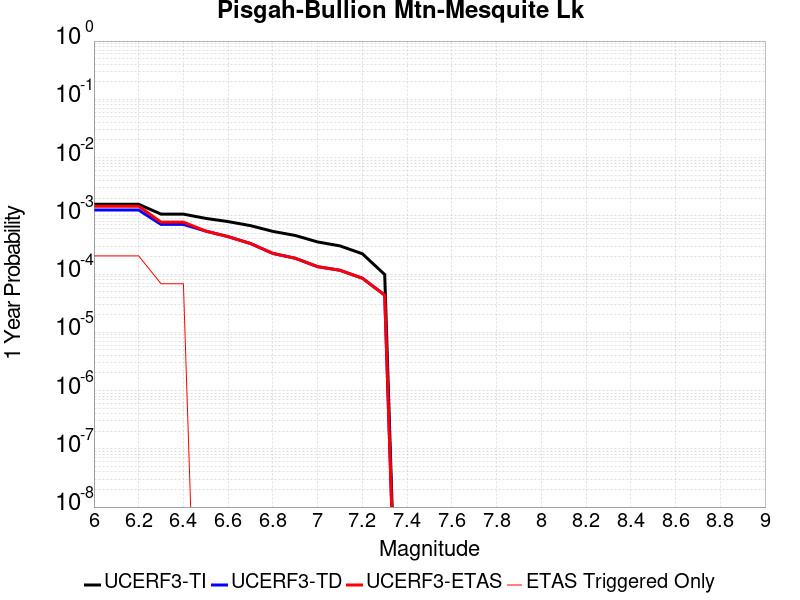 Pisgah-Bullion Mtn-Mesquite Lk
1 Year Probability
10^0
10^-1
10^-2
10^-3
10^-4
10^-5
10^-6
10^-7
10^-8
6 6.2 6.4 6.6 6.8 7 7.2 7.4 7.6 7.8 8 8.2 8.4 8.6 8.8 9
Magnitude
UCERF3-TI UCERF3-TD UCERF3-ETAS ETAS Triggered Only